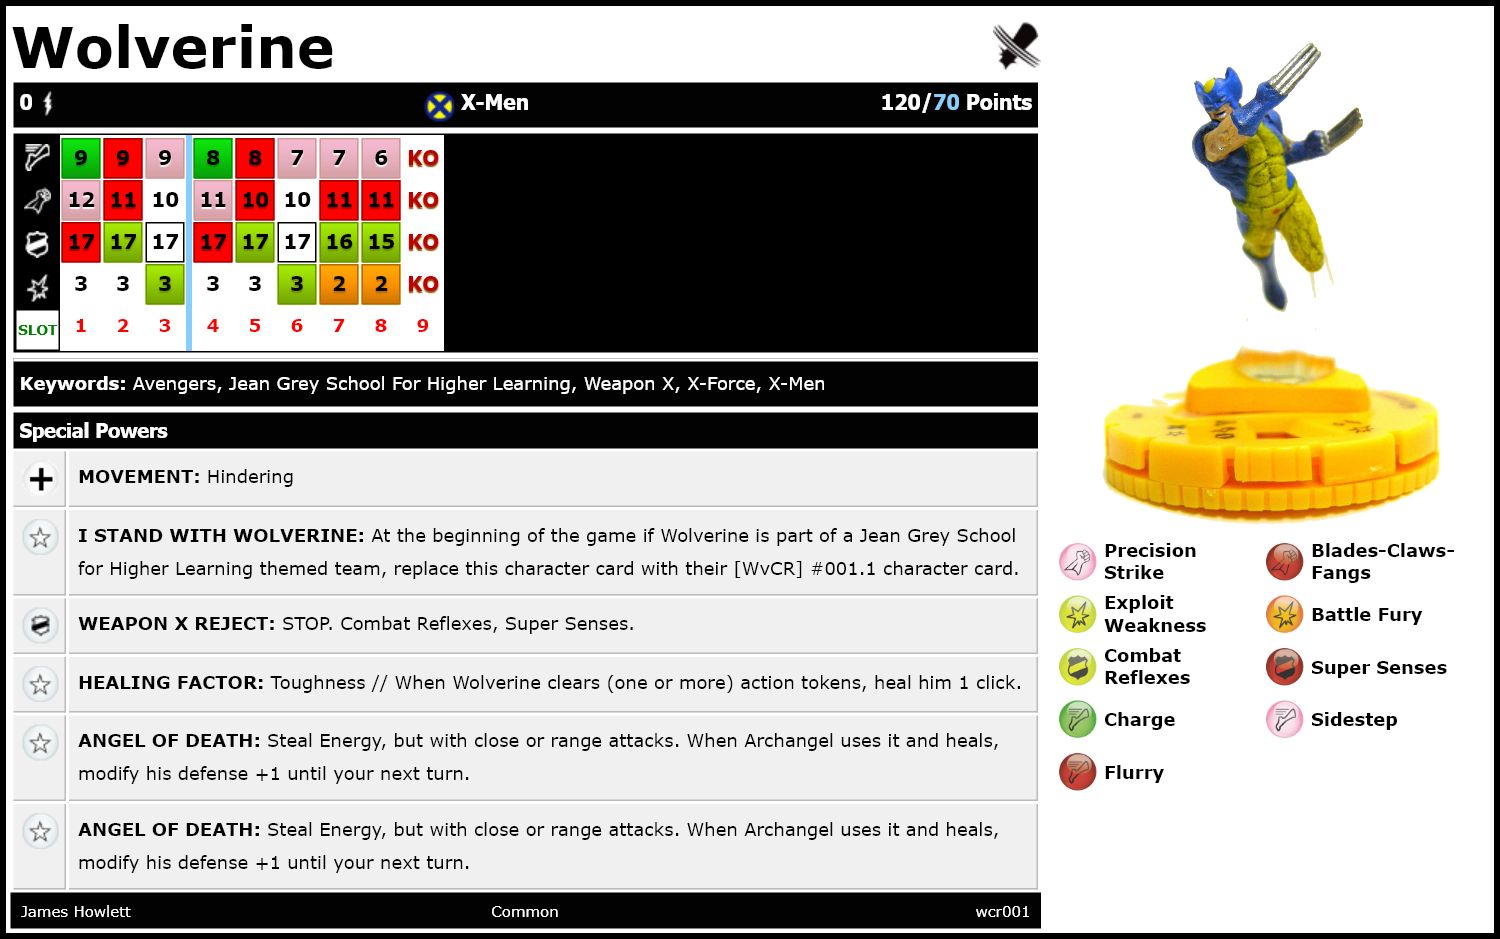 Wolverine
0 X-Men 120/70 Points
9 9 9 8 8 7 7 6 KO
12 11 10 11 10 10 11 11 KO
17 17 17 17 17 17 16 15 KO
3 3 3 3 3 3 2 2 KO
SLOT 1 2 3 4 5 6 7 8 9
Keywords: Avengers, Jean Grey School For Higher Learning, Weapon X, X-Force, X-Men
Special Powers
MOVEMENT: Hindering
I STAND WITH WOLVERINE: At the beginning of the game if Wolverine is part of a Jean Grey School
for Higher Learning themed team, replace this character card with their [WvCR] #001.1 character card.
WEAPON X REJECT: STOP. Combat Reflexes, Super Senses.
HEALING FACTOR: Toughness // When Wolverine clears (one or more) action tokens, heal him 1 click.
ANGEL OF DEATH: Steal Energy, but with close or range attacks. When Archangel uses it and heals,
modify his defense +1 until your next turn.
ANGEL OF DEATH: Steal Energy, but with close or range attacks. When Archangel uses it and heals,
modify his defense +1 until your next turn.
James Howlett Common wcr001
Precision
Strike
Blades-Claws-
Fangs
Exploit
Weakness
Battle Fury
Combat
Reflexes
Super Senses
Charge
Sidestep
Flurry